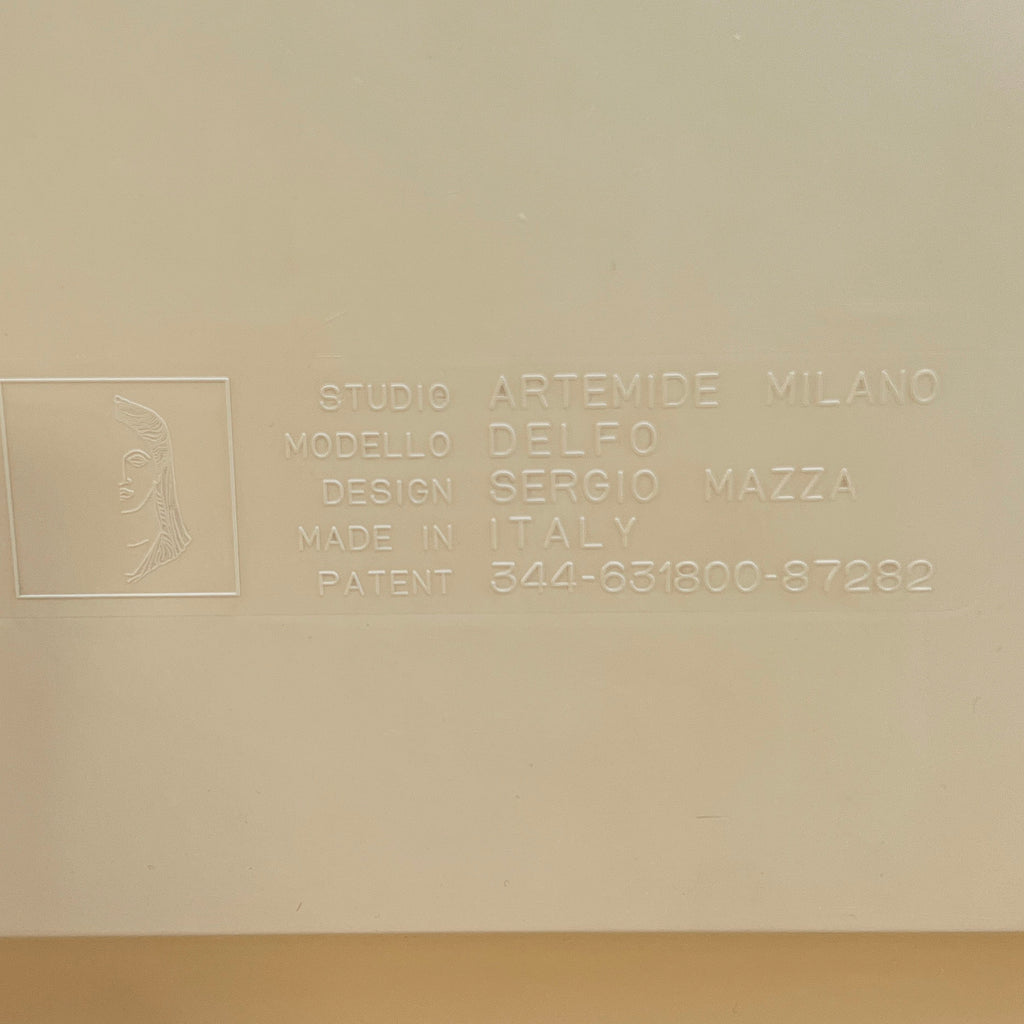 STUDIO ARTEMIDE MILANO
MODELLO DELFO
DESIGN SERGIO MAZZA
MADE IN ITALY
PATENT 344-631800-87282